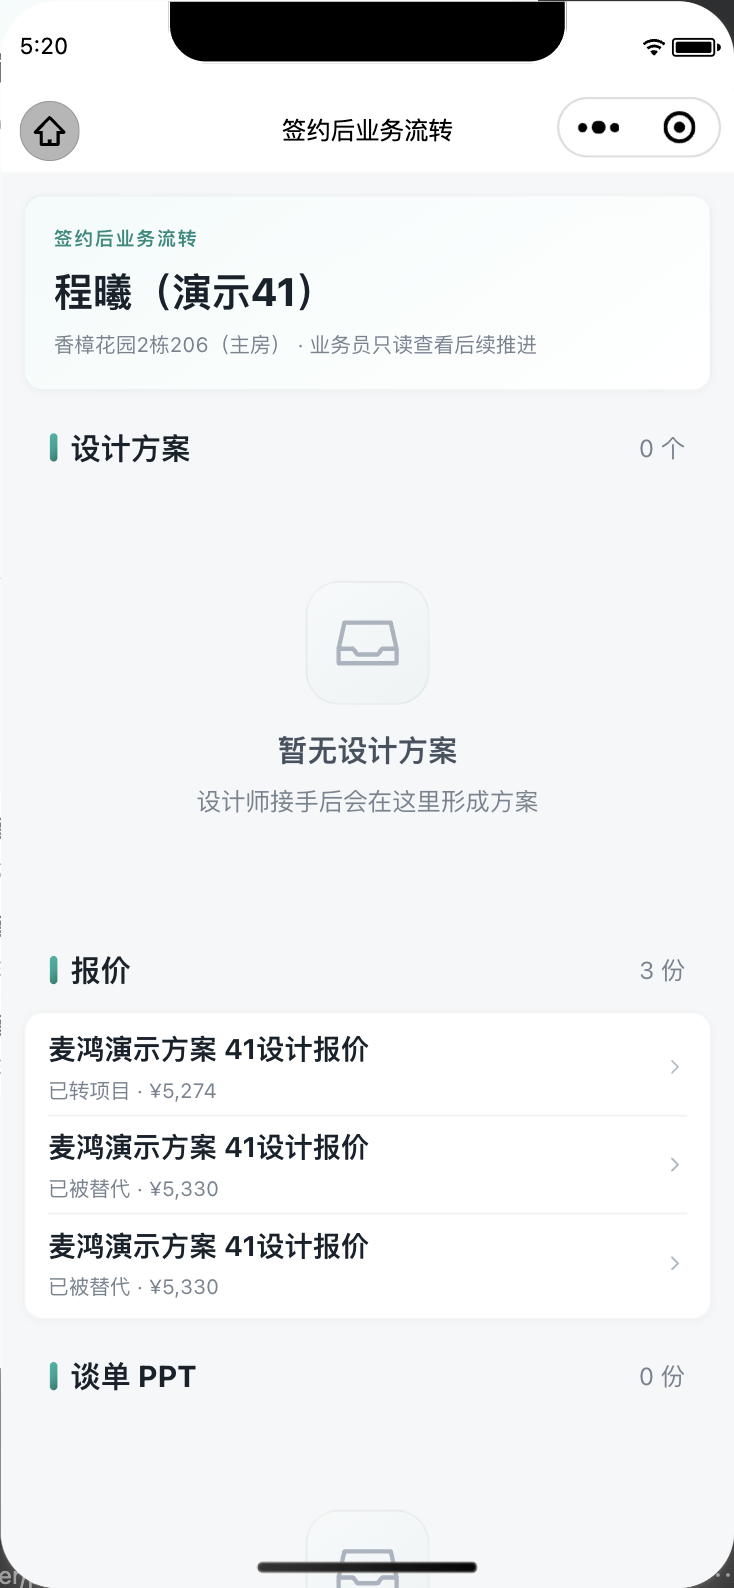 5:20
签约后业务流转
签约后业务流转
程曦（演示41）
香樟花园2栋206（主房） · 业务员只读查看后续推进
设计方案
0 个
暂无设计方案
设计师接手后会在这里形成方案
报价
3 份
麦鸿演示方案 41设计报价
已转项目 · ¥5,274
麦鸿演示方案 41设计报价
已被替代 · ¥5,330
麦鸿演示方案 41设计报价
已被替代 · ¥5,330
谈单 PPT
0 份